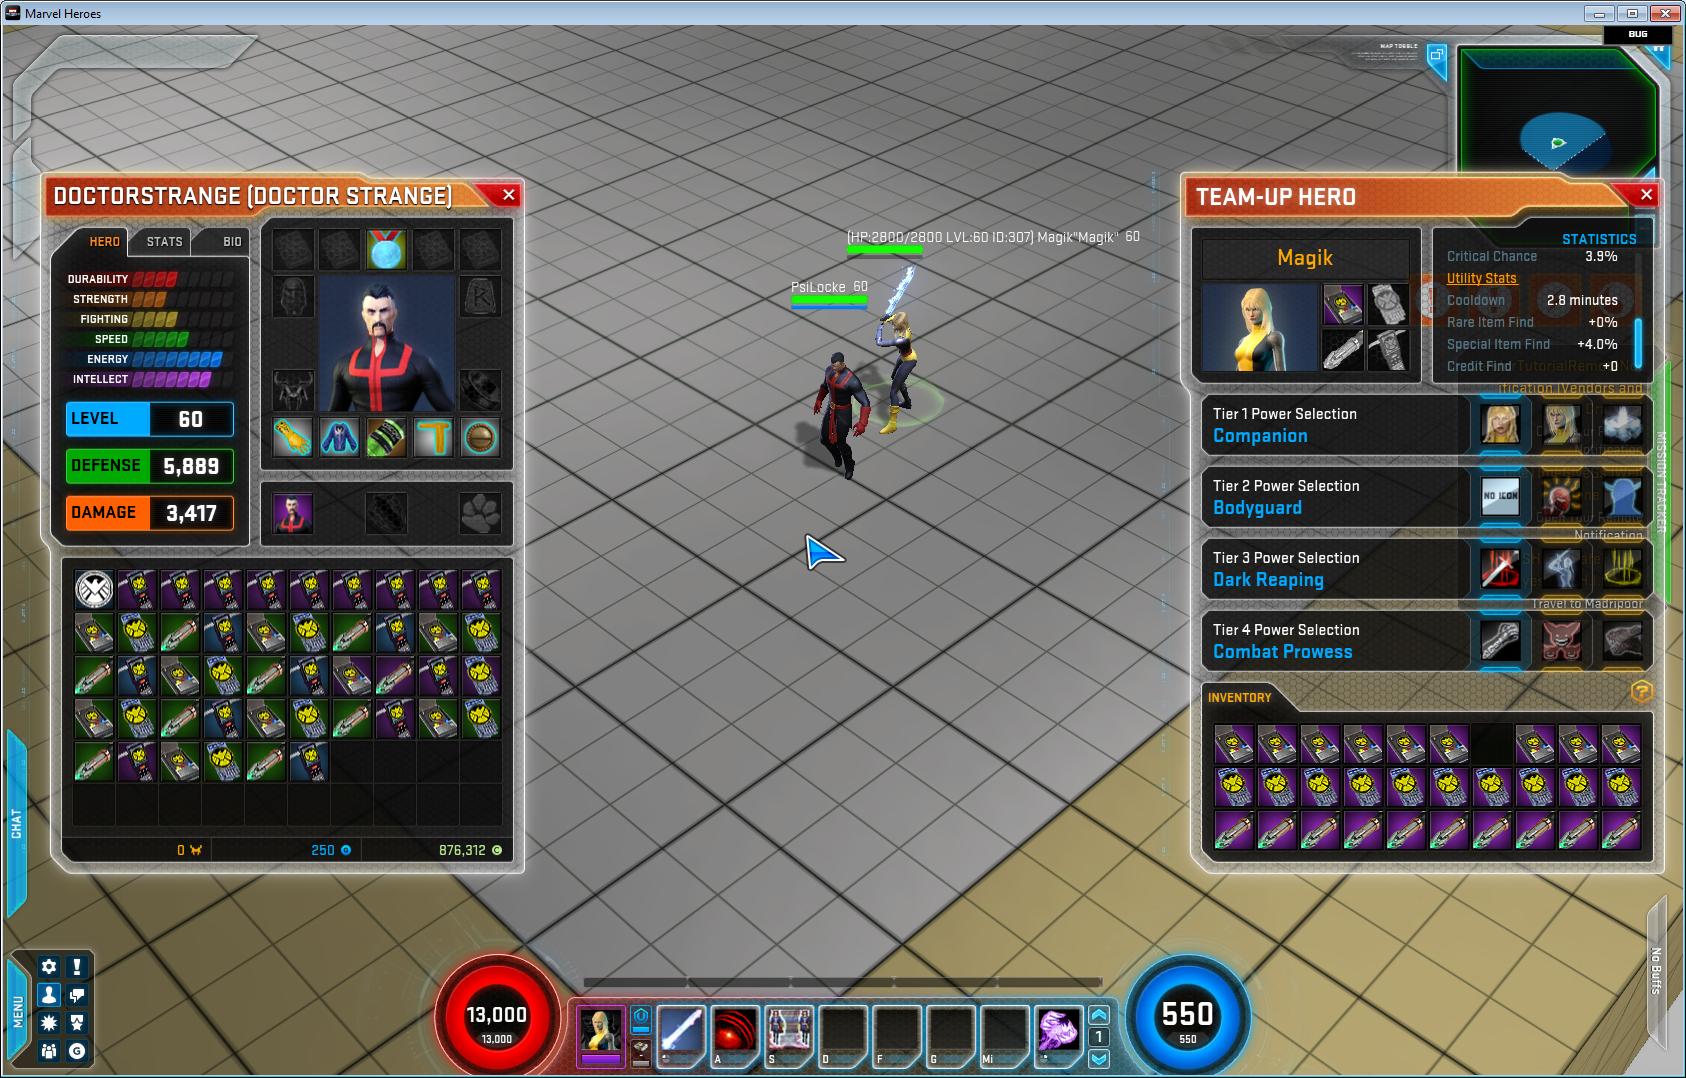 Marvel Heroes
BUG
MAP TOGGLE
DOCTORSTRANGE (DOCTOR STRANGE)
HERO
STATS
BIO
DURABILITY
STRENGTH
FIGHTING
SPEED
ENERGY
INTELLECT
LEVEL 60
DEFENSE 5,889
DAMAGE 3,417
0
250
876,312
(HP:2800/2800 LVL:60 ID:307) Magik"Magik" 60
PsiLocke 60
TEAM-UP HERO
Magik
STATISTICS
Critical Chance 3.9%
Utility Stats
Cooldown 2.8 minutes
Rare Item Find +0%
Special Item Find +4.0%
Credit Find +0
ification (Vendors and
Tier 1 Power Selection
Companion
Tier 2 Power Selection
Bodyguard
NO ICON
Notification
Tier 3 Power Selection
Dark Reaping
Travel to Madripoor
Tier 4 Power Selection
Combat Prowess
MISSION TRACKER
INVENTORY
?
CHAT
MENU
13,000
13,000
A
S
D
F
G
Mi
1
550
550
No Buffs